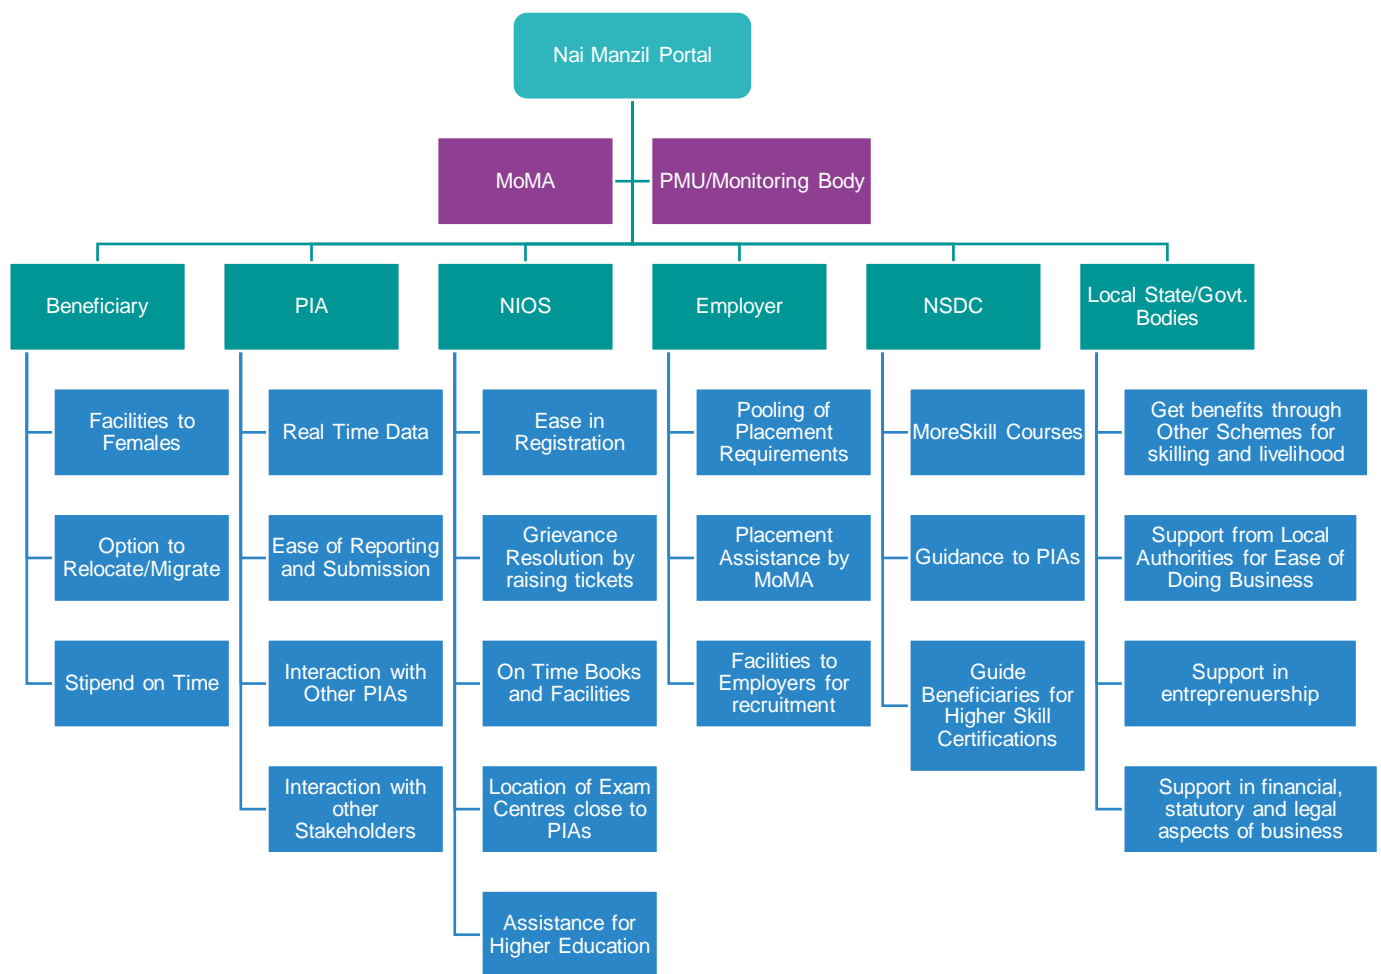 Nai Manzil Portal
MoMA
PMU/Monitoring Body
Beneficiary
PIA
NIOS
Employer
NSDC
Local State/Govt.
Bodies
Facilities to
Females
Option to
Relocate/Migrate
Stipend on Time
Real Time Data
Ease of Reporting
and Submission
Interaction with
Other PIAs
Interaction with
other
Stakeholders
Ease in
Registration
Grievance
Resolution by
raising tickets
On Time Books
and Facilities
Location of Exam
Centres close to
PIAs
Assistance for
Higher Education
Pooling of
Placement
Requirements
Placement
Assistance by
MoMA
Facilities to
Employers for
recruitment
MoreSkill Courses
Guidance to PIAs
Guide
Beneficiaries for
Higher Skill
Certifications
Get benefits through
Other Schemes for
skilling and livelihood
Support from Local
Authorities for Ease of
Doing Business
Support in
entreprenuership
Support in financial,
statutory and legal
aspects of business